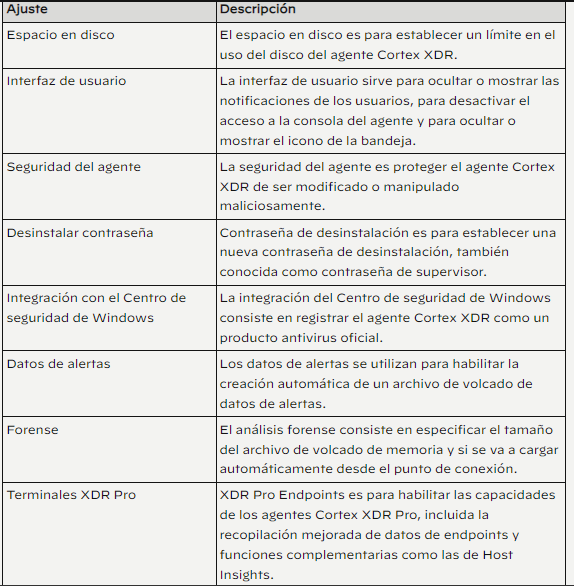 Ajuste
Descripción
Espacio en disco
El espacio en disco es para establecer un límite en el
uso del disco del agente Cortex XDR.
Interfaz de usuario
La interfaz de usuario sirve para ocultar o mostrar las
notificaciones de los usuarios, para desactivar el
acceso a la consola del agente y para ocultar o
mostrar el icono de la bandeja.
Seguridad del agente
La seguridad del agente es proteger el agente Cortex
XDR de ser modificado o manipulado
maliciosamente.
Desinstalar contraseña
Contraseña de desinstalación es para establecer una
nueva contraseña de desinstalación, también
conocida como contraseña de supervisor.
Integración con el Centro de
seguridad de Windows
La integración del Centro de seguridad de Windows
consiste en registrar el agente Cortex XDR como un
producto antivirus oficial.
Datos de alertas
Los datos de alertas se utilizan para habilitar la
creación automática de un archivo de volcado de
datos de alertas.
Forense
El análisis forense consiste en especificar el tamaño
del archivo de volcado de memoria y si se va a cargar
automáticamente desde el punto de conexión.
Terminales XDR Pro
XDR Pro Endpoints es para habilitar las capacidades
de los agentes Cortex XDR Pro, incluida la
recopilación mejorada de datos de endpoints y
funciones complementarias como las de Host
Insights.